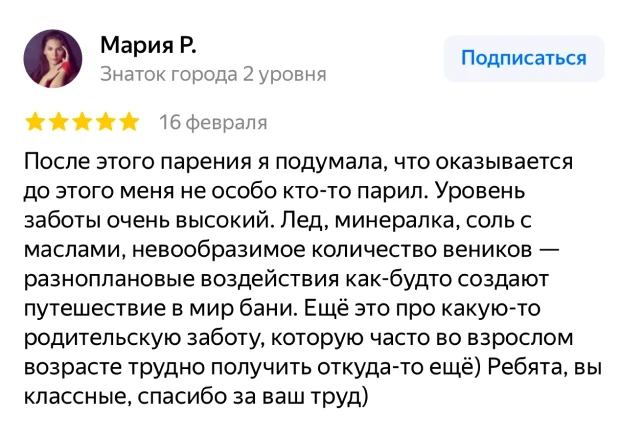 Мария Р.
Знаток города 2 уровня
Подписаться
16 февраля
После этого парения я подумала, что оказывается
до этого меня не особо кто-то парил. Уровень
заботы очень высокий. Лед, минералка, соль с
маслами, невообразимое количество веников —
разноплановые воздействия как-будто создают
путешествие в мир бани. Ещё это про какую-то
родительскую заботу, которую часто во взрослом
возрасте трудно получить откуда-то ещё) Ребята, вы
классные, спасибо за ваш труд)